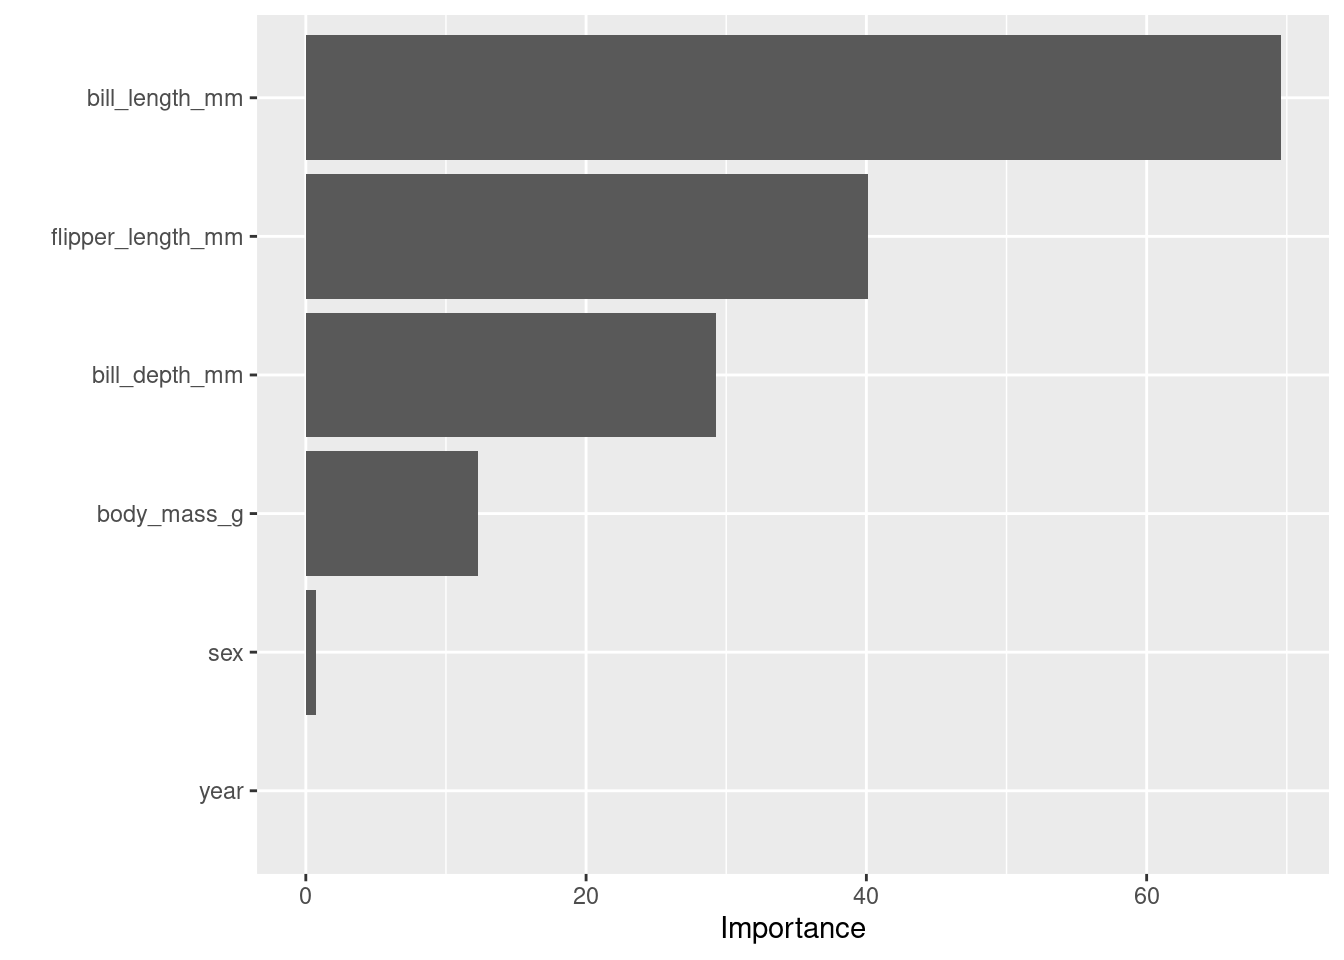 bill_length_mm
flipper_length_mm
bill_depth_mm
body_mass_g
sex
year
0 20 40 60
Importance